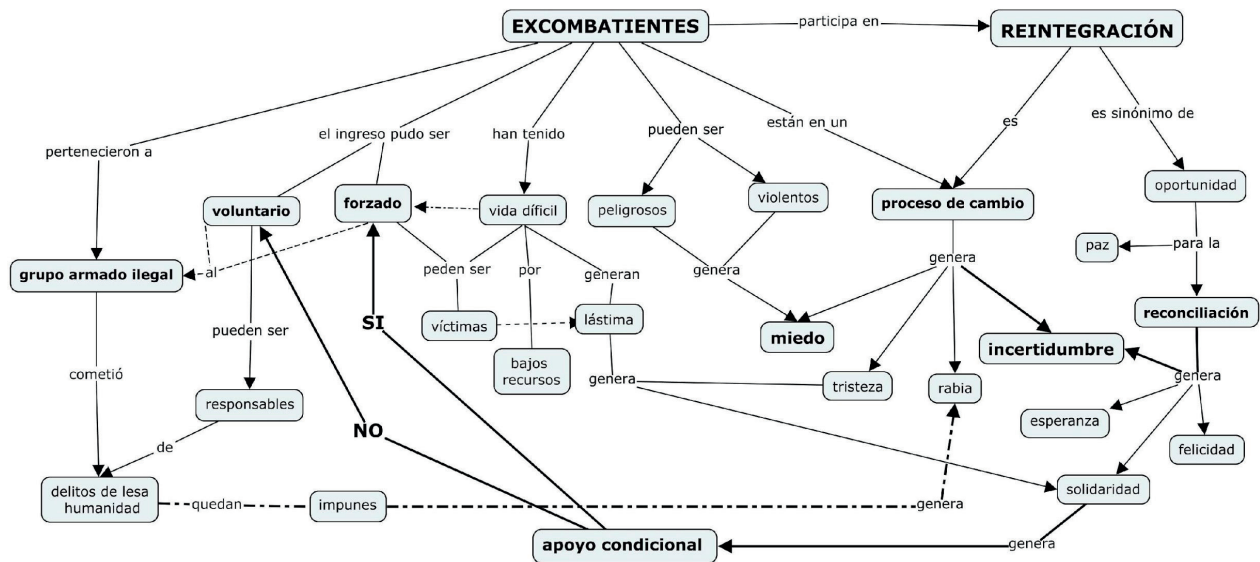 EXCOMBATIENTES
participa en
REINTEGRACIÓN
el ingreso pudo ser
han tenido
pueden ser
están en un
es
es sinónimo de
pertenecieron a
voluntario
forzado
vida díficil
peligrosos
violentos
proceso de cambio
oportunidad
grupo armado ilegal
al
peden ser
por
generan
genera
genera
paz
para la
pueden ser
SI
víctimas
lástima
miedo
incertidumbre
reconciliación
cometió
responsables
bajos
recursos
genera
tristeza
rabia
genera
esperanza
felicidad
NO
de
delitos de lesa
humanidad
quedan
impunes
genera
solidaridad
apoyo condicional
genera